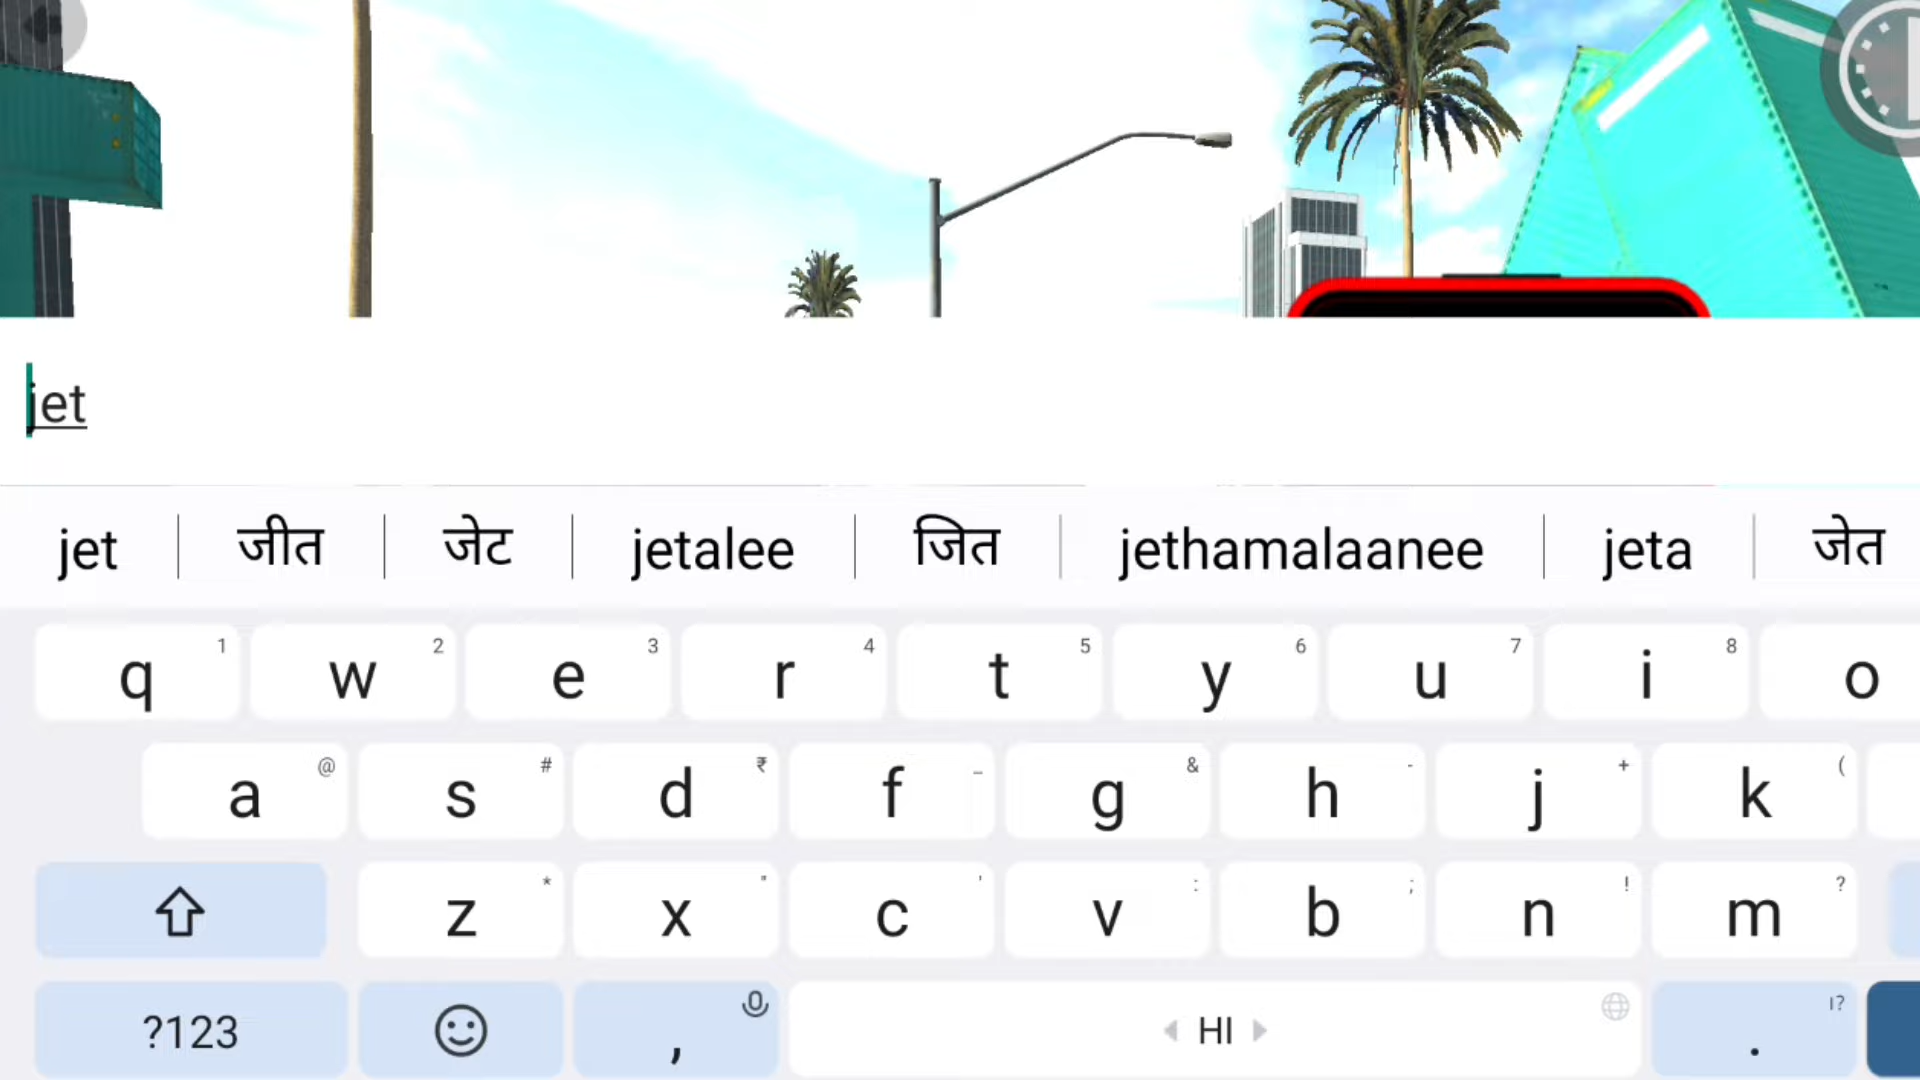 jet
jet जीत जेट jetalee जित jethamalaanee jeta जेत
q 1 w 2 e 3 r 4 t 5 y 6 u 7 i 8 o
a @ s # d ₹ f _ g & h - j + k (
z * x " c ' v : b ; n ! m ?
?123 , HI . !?